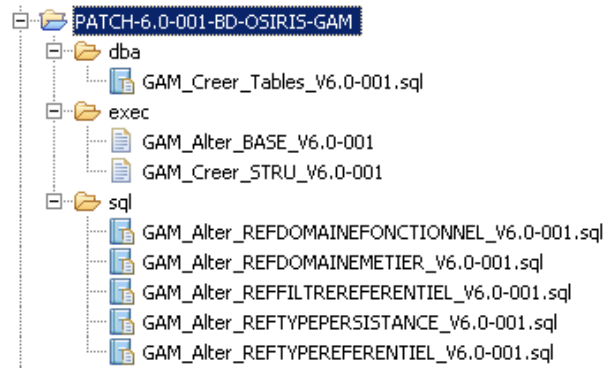 PATCH-6.0-001-BD-OSIRIS-GAM
dba
GAM_Creer_Tables_V6.0-001.sql
exec
GAM_Alter_BASE_V6.0-001
GAM_Creer_STRU_V6.0-001
sql
GAM_Alter_REFDOMAINEFONCTIONNEL_V6.0-001.sql
GAM_Alter_REFDOMAINEMETIER_V6.0-001.sql
GAM_Alter_REFFILTREREFERENTIEL_V6.0-001.sql
GAM_Alter_REFTYPEPERSISTANCE_V6.0-001.sql
GAM_Alter_REFTYPEREFERENTIEL_V6.0-001.sql